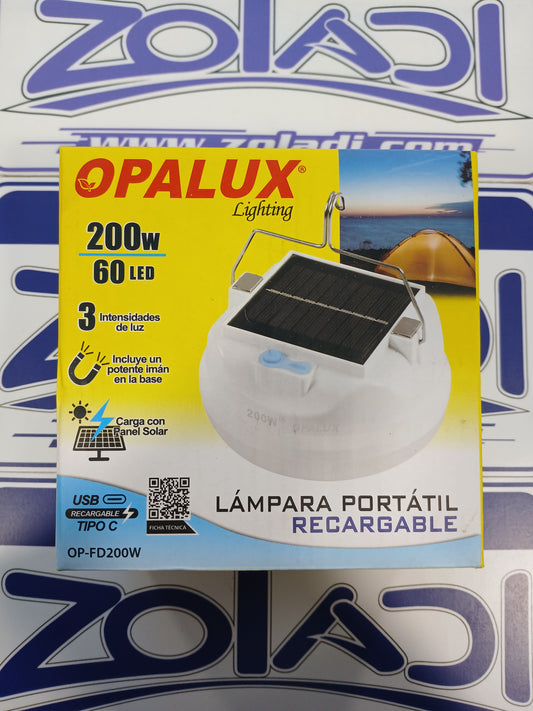 ZOLADI
www.zoladi.com
OPALUX®
Lighting
200W
60 LED
3 Intensidades
de luz
Incluye un
potente imán
en la base
Carga con
Panel Solar
200W OPALUX
USB
RECARGABLE
TIPO C
FICHA TÉCNICA
LÁMPARA PORTÁTIL
RECARGABLE
OP-FD200W
ZOLADI